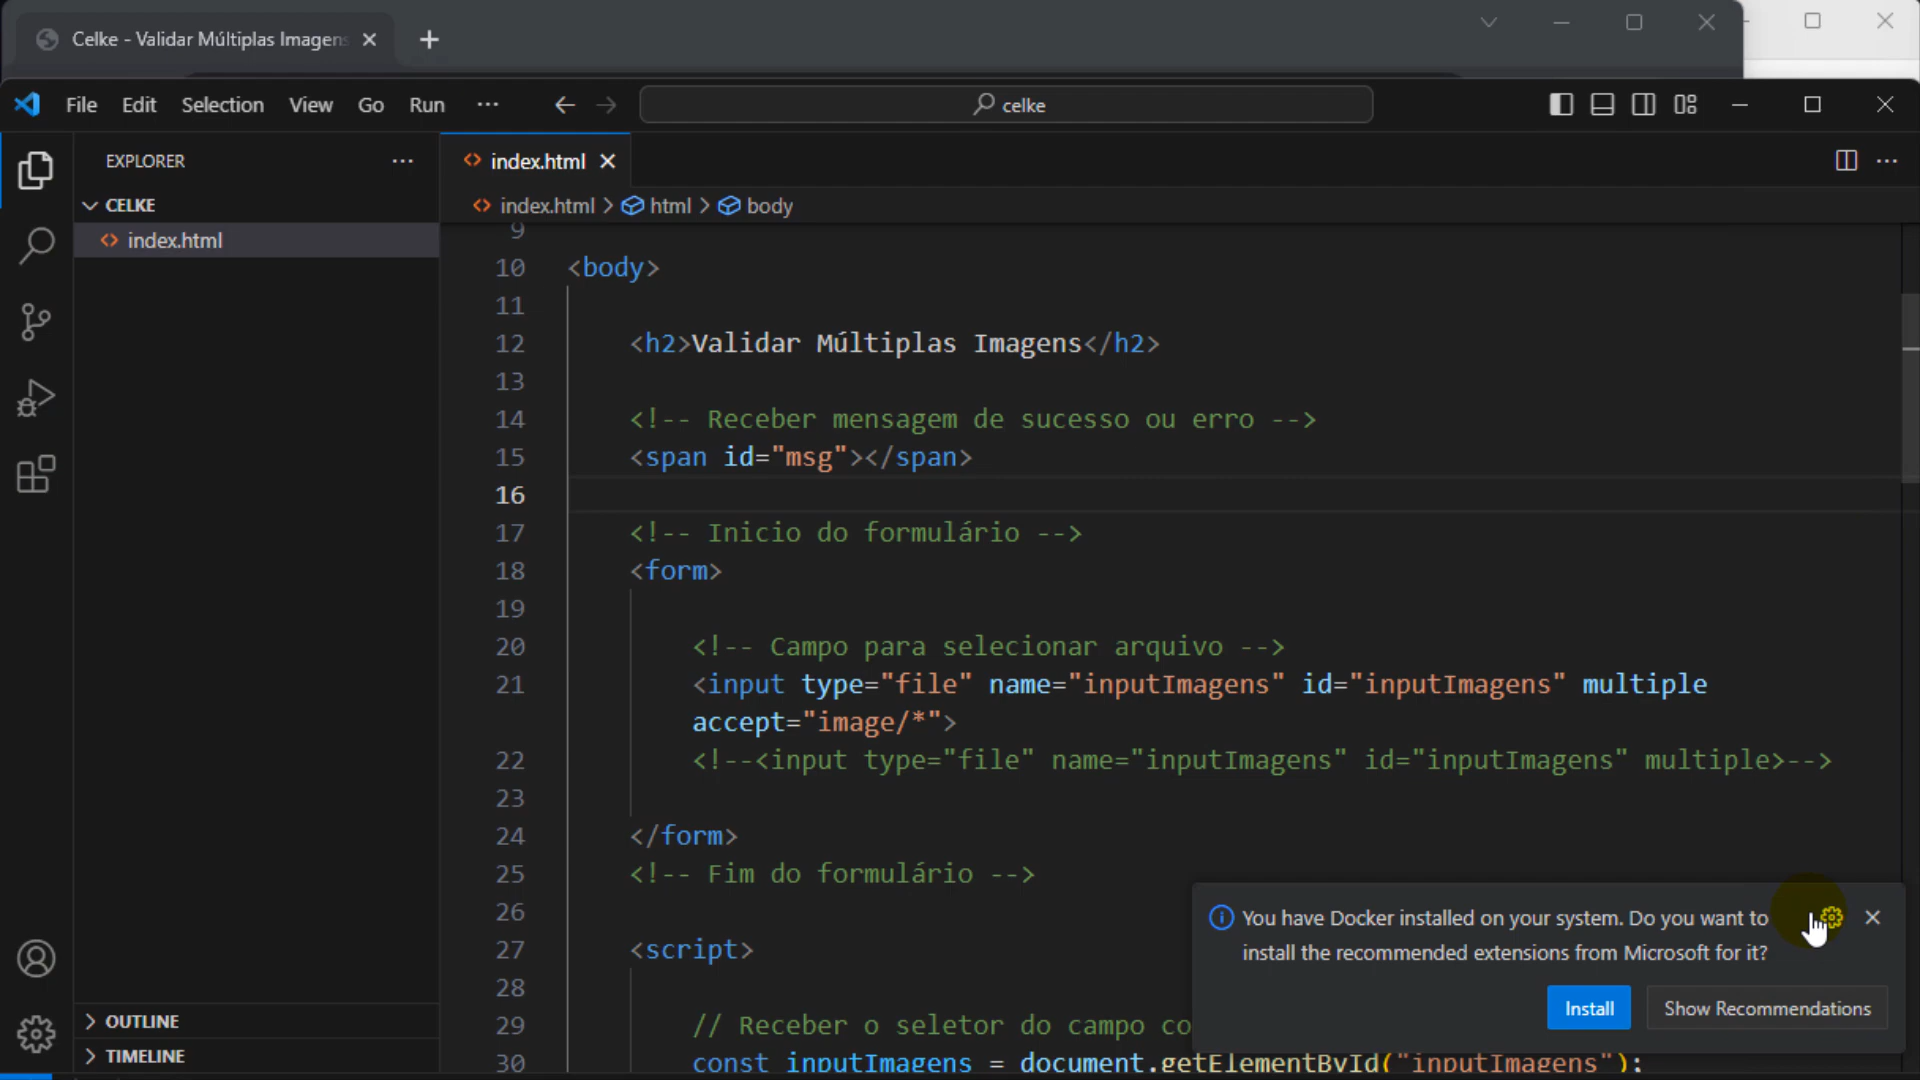 Celke - Validar Múltiplas Imagens
File Edit Selection View Go Run ··· celke
EXPLORER ···
CELKE
index.html
OUTLINE
TIMELINE
index.html
index.html > html > body
9
10 <body>
11
12 <h2>Validar Múltiplas Imagens</h2>
13
14 <!-- Receber mensagem de sucesso ou erro -->
15 <span id="msg"></span>
16
17 <!-- Inicio do formulário -->
18 <form>
19
20 <!-- Campo para selecionar arquivo -->
21 <input type="file" name="inputImagens" id="inputImagens" multiple
accept="image/*">
22 <!--<input type="file" name="inputImagens" id="inputImagens" multiple>-->
23
24 </form>
25 <!-- Fim do formulário -->
26
27 <script>
28
29 // Receber o seletor do campo co
30 const inputImagens = document.getElementById("inputImagens");
You have Docker installed on your system. Do you want to
install the recommended extensions from Microsoft for it?
Install Show Recommendations